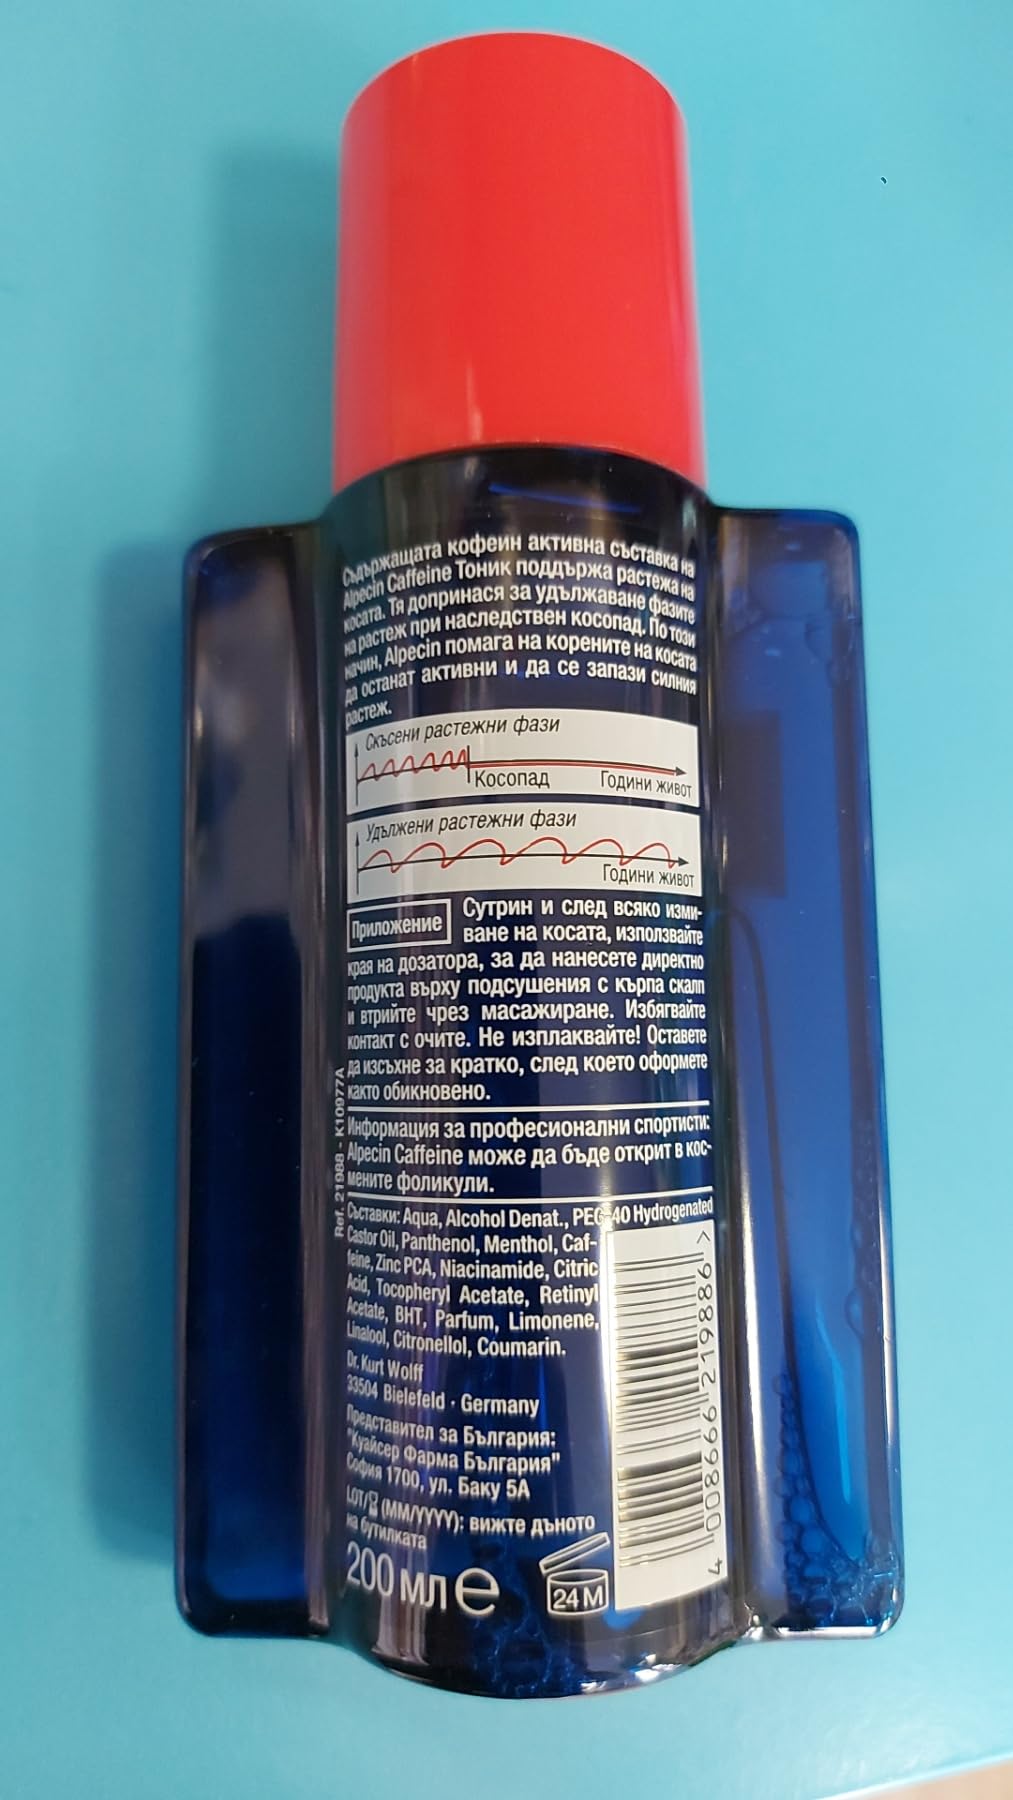 Съдържащата кофеин активна съставка на
Alpecin Caffeine Тоник поддържа растежа на
косата. Тя допринася за удължаване фазите
на растеж при наследствен косопад. По този
начин, Alpecin помага на корените на косата
да останат активни и да се запази силния
растеж.
Скъсени растежни фази
Косопад Години живот
Удължени растежни фази
Години живот
Приложение Сутрин и след всяко изми-
ване на косата, използвайте
края на дозатора, за да нанесете директно
продукта върху подсушения с кърпа скалп
и втрийте чрез масажиране. Избягвайте
контакт с очите. Не изплаквайте! Оставете
да изсъхне за кратко, след което оформете
както обикновено.
Информация за професионални спортисти:
Alpecin Caffeine може да бъде открит в кос-
мените фоликули.
Съставки: Aqua, Alcohol Denat., PEG-40 Hydrogenated
Castor Oil, Panthenol, Menthol, Caf-
feine, Zinc PCA, Niacinamide, Citric
Acid, Tocopheryl Acetate, Retinyl
Acetate, BHT, Parfum, Limonene,
Linalool, Citronellol, Coumarin.
Dr. Kurt Wolff
33504 Bielefeld · Germany
Представител за България:
"Куайсер Фарма България"
София 1700, ул. Баку 5А
LOT/⌛ (MM/YYYY): вижте дъното
на бутилката
200 мл e
24 M
4 008666 219886 >
Ref. 21988 - K10977A